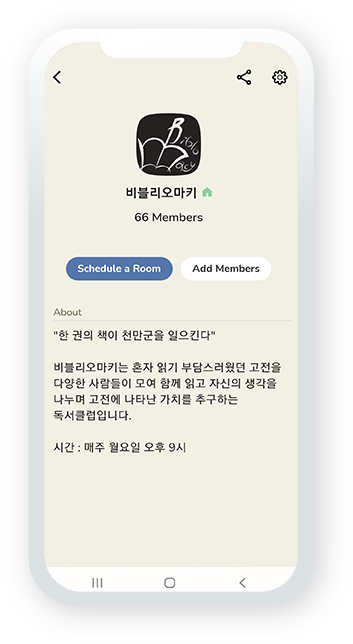 Biblio
Macy
비블리오마키
66 Members
Schedule a Room
Add Members
About
"한 권의 책이 천만군을 일으킨다"
비블리오마키는 혼자 읽기 부담스러웠던 고전을
다양한 사람들이 모여 함께 읽고 자신의 생각을
나누며 고전에 나타난 가치를 추구하는
독서클럽입니다.
시간 : 매주 월요일 오후 9시